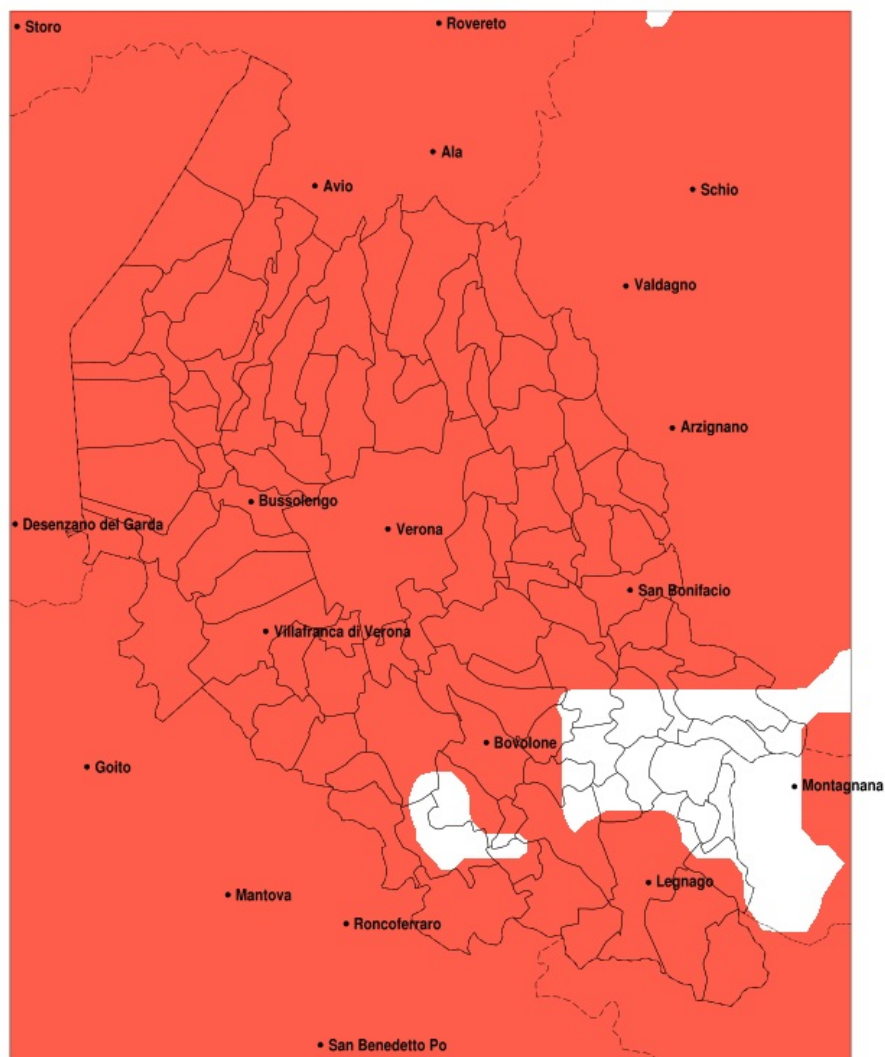 Storo
Rovereto
Ala
Avio
Schio
Valdagno
Arzignano
Bussolengo
Desenzano del Garda
Verona
San Bonifacio
Villafranca di Verona
Bovolone
Goito
Montagnana
Legnago
Mantova
Roncoferraro
San Benedetto Po